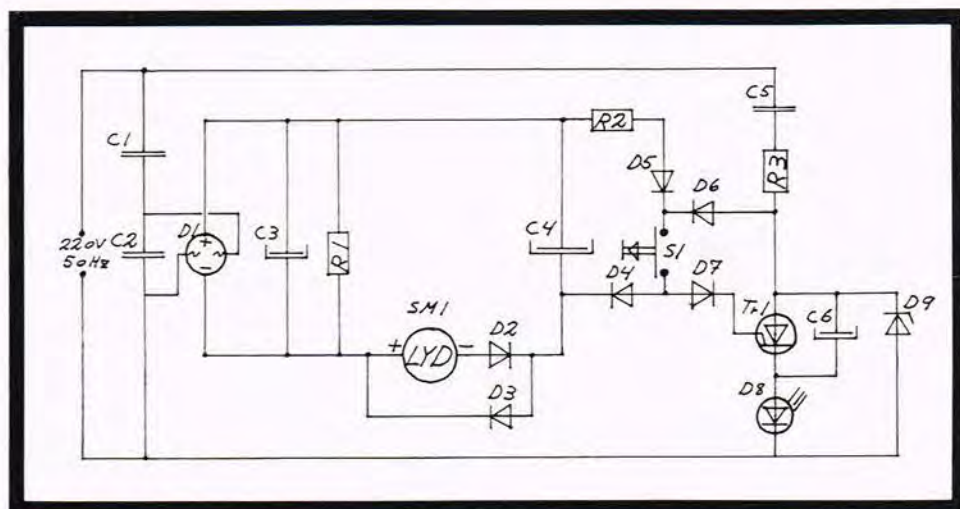 C1
C2
220V
50Hz
D1
+
~ ~
-
C3
R1
SM1
+ LYD -
D2
D3
C4
R2
D5
D6
S1
D4
D7
C5
R3
Tr1
C6
D9
D8